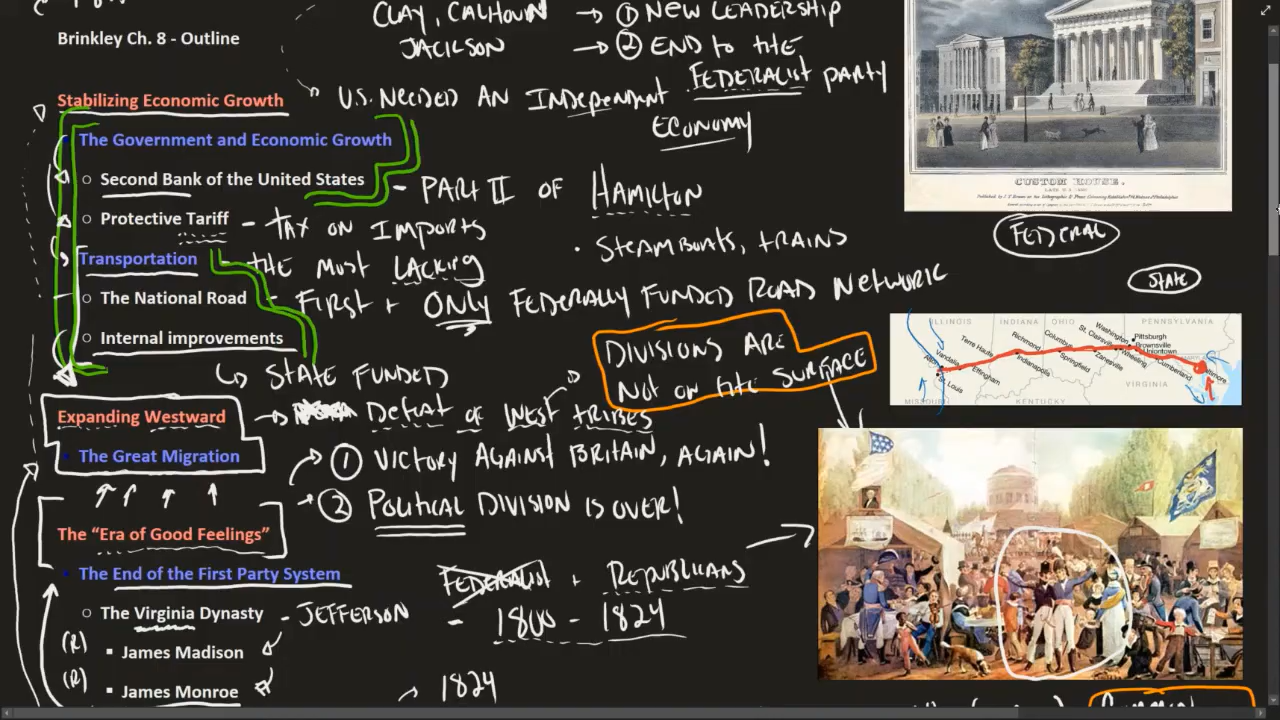 CLAY, CALHOUN → ① NEW LEADERSHIP
Brinkley Ch. 8 - Outline
JACKSON → ② END TO THE
FEDERALIST PARTY
Stabilizing Economic Growth
U.S. NEEDED AN INDEPENDENT
ECONOMY
The Government and Economic Growth
Second Bank of the United States - PART II OF HAMILTON
Protective Tariff - TAX ON IMPORTS
• STEAMBOATS, TRAINS
Transportation - THE MOST LACKING
The National Road - FIRST + ONLY FEDERALLY FUNDED ROAD NETWORK
Internal improvements
STATE FUNDED
DIVISIONS ARE
NOT ON THE SURFACE
Expanding Westward → DEFEAT OF WEST TRIBES
The Great Migration
① VICTORY AGAINST BRITAIN, AGAIN!
② POLITICAL DIVISION IS OVER!
The "Era of Good Feelings"
The End of the First Party System
FEDERALIST + REPUBLICANS
The Virginia Dynasty - JEFFERSON - 1800 - 1824
(R) James Madison
(R) James Monroe
1824
CUSTOM HOUSE.
FEDERAL
STATE
ILLINOIS INDIANA OHIO PENNSYLVANIA
Washington
Pittsburgh
Columbus
St. Clairsville
Brownsville
Uniontown
Richmond
Terre Haute
Vandalia
Zanesville
Wheeling
Springfield
Cumberland
Baltimore
Indianapolis
Effingham
St. Louis
VIRGINIA
MISSOURI
KENTUCKY